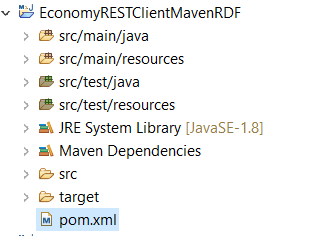 EconomyRESTClientMavenRDF
src/main/java
src/main/resources
src/test/java
src/test/resources
JRE System Library [JavaSE-1.8]
Maven Dependencies
src
target
pom.xml